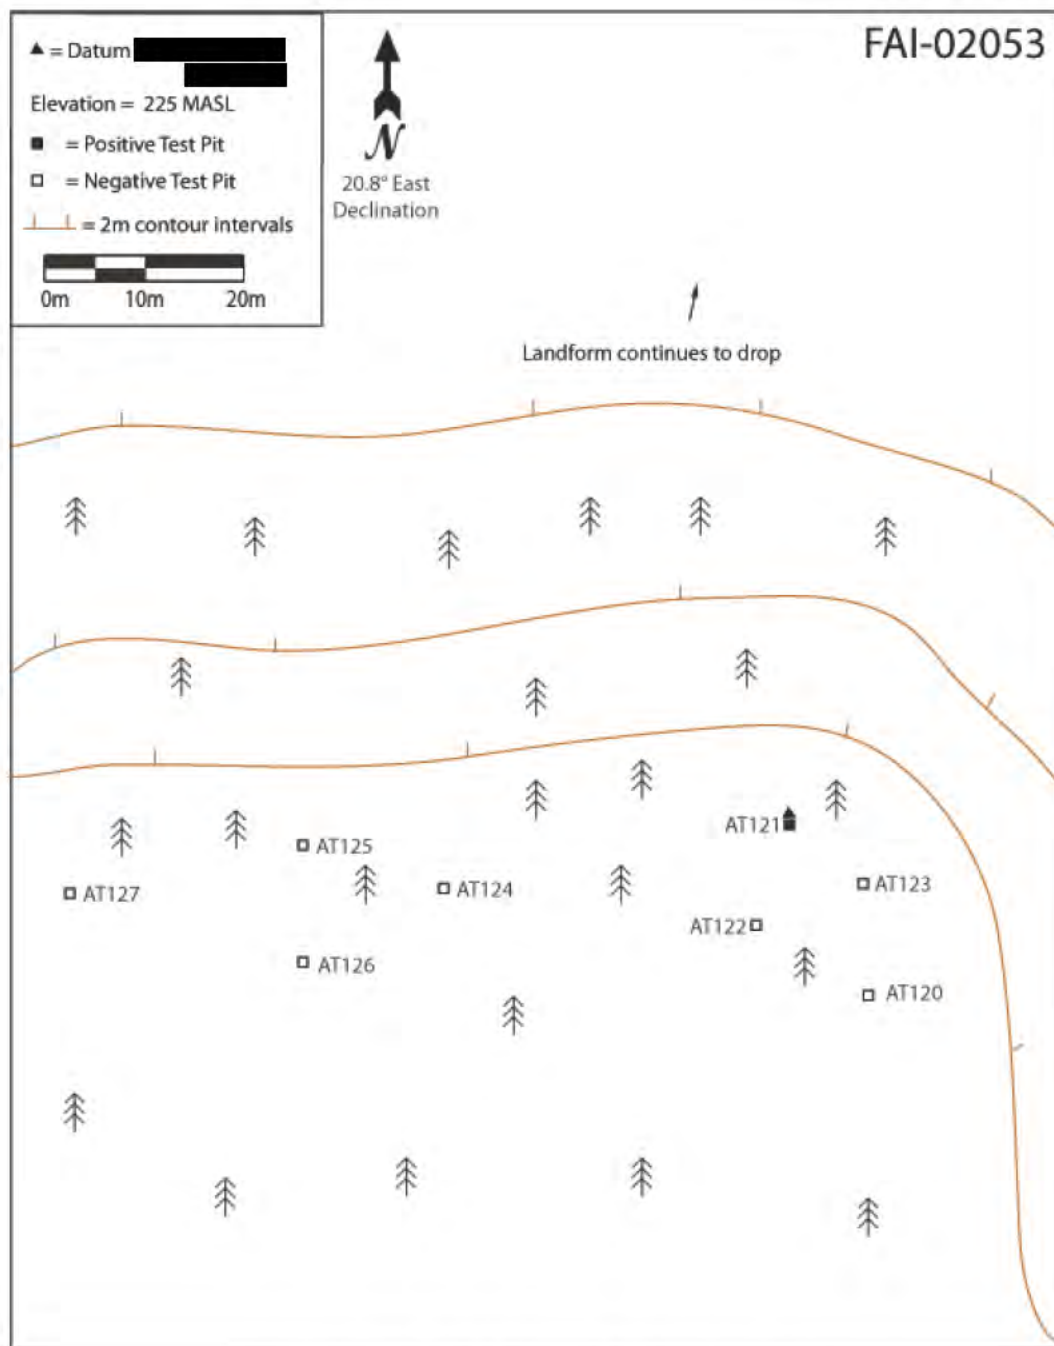 FAI-02053
▲ = Datum
Elevation = 225 MASL
■ = Positive Test Pit
□ = Negative Test Pit
= 2m contour intervals
0m 10m 20m
N
20.8° East
Declination
Landform continues to drop
AT121
AT125
AT127
AT124
AT123
AT122
AT126
AT120